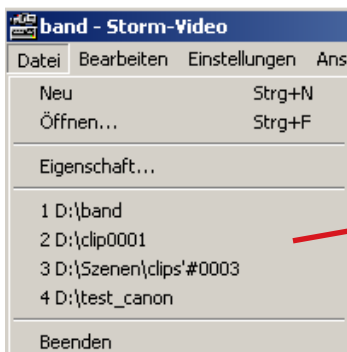 band - Storm-Video
Datei Bearbeiten Einstellungen Ans
Neu Strg+N
Öffnen... Strg+F
Eigenschaft...
1 D:\band
2 D:\clip0001
3 D:\Szenen\clips'#0003
4 D:\test_canon
Beenden